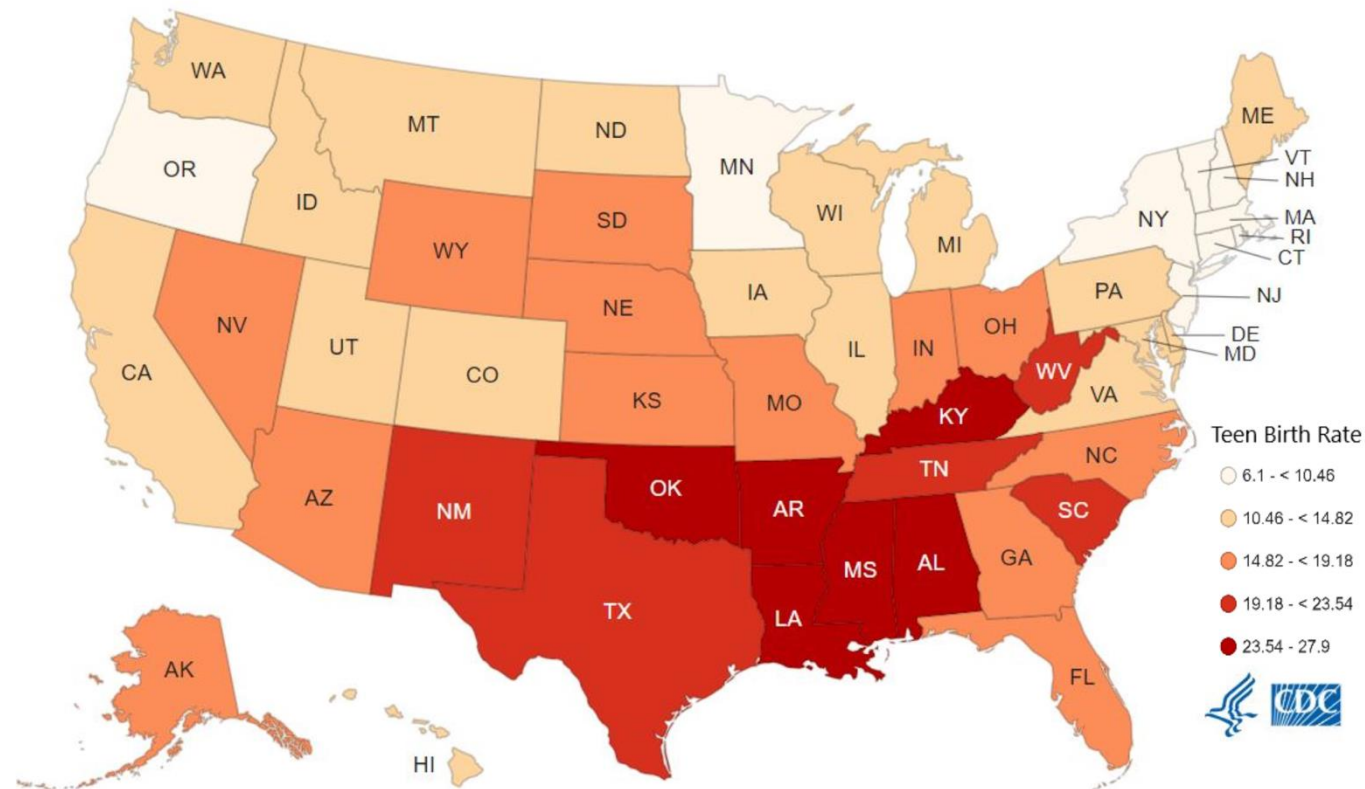 WA
MT
ND
MN
ME
OR
ID
WY
SD
WI
MI
NY
VT
NH
MA
RI
CT
NJ
NV
UT
CO
NE
IA
IL
IN
OH
PA
DE
MD
CA
KS
MO
KY
WV
VA
AZ
NM
OK
AR
TN
NC
SC
TX
LA
MS
AL
GA
FL
AK
HI
Teen Birth Rate
6.1 - < 10.46
10.46 - < 14.82
14.82 - < 19.18
19.18 - < 23.54
23.54 - 27.9
CDC